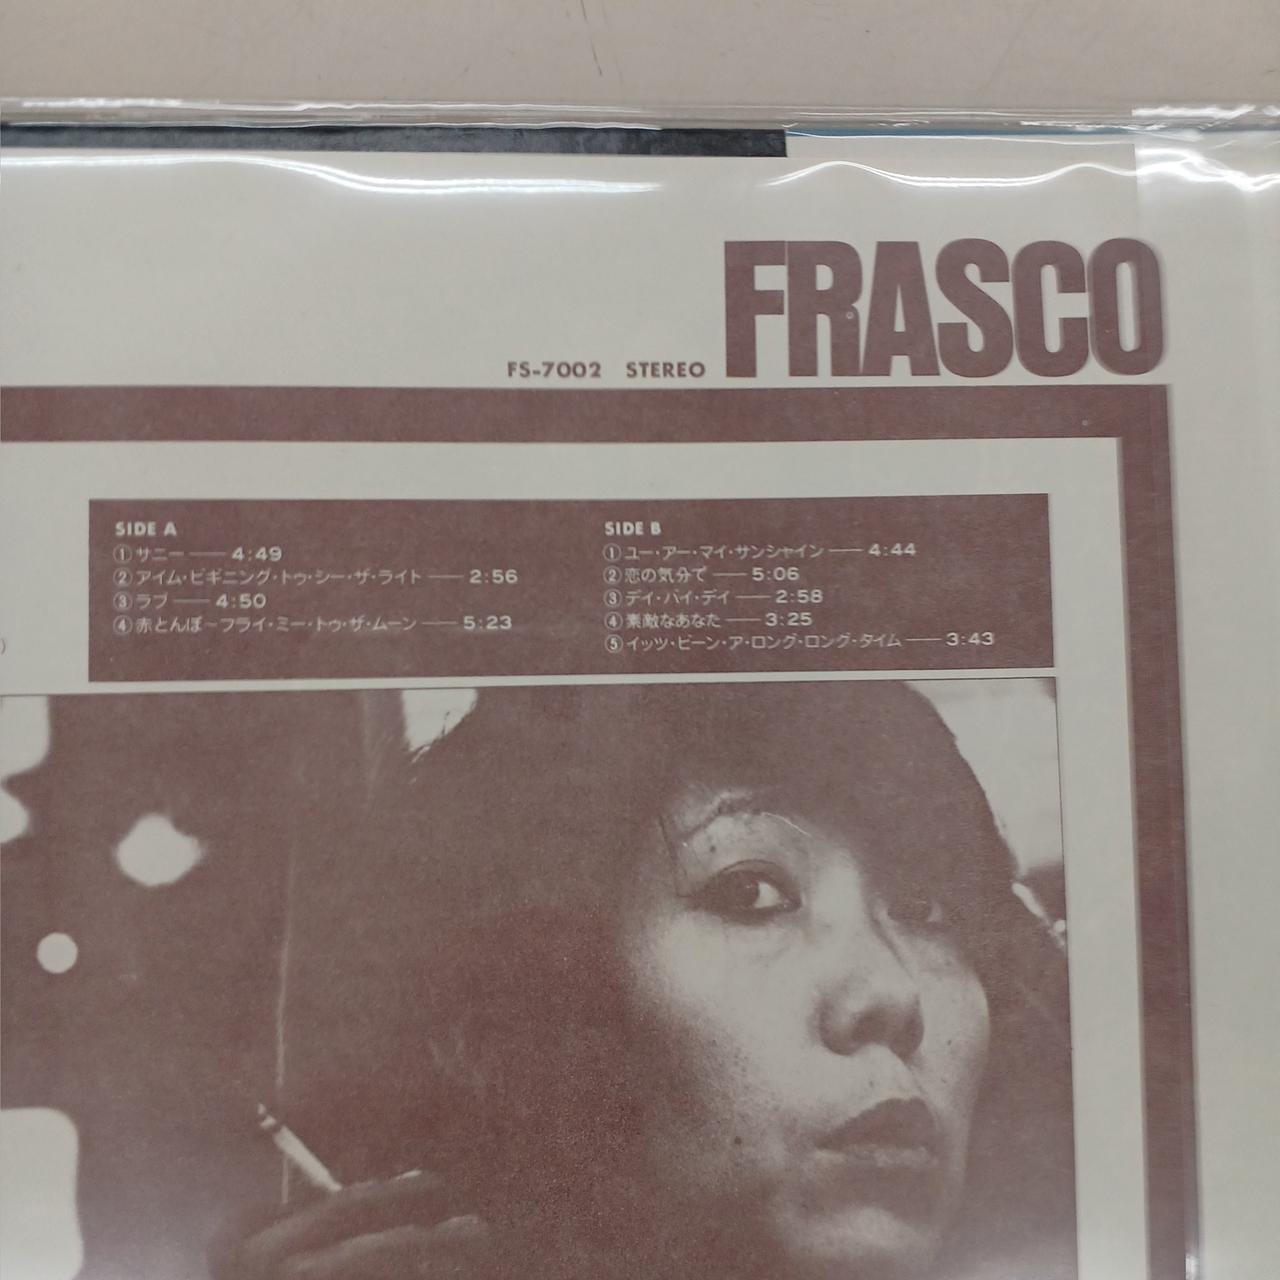 FRASCO
FS-7002 STEREO
SIDE A
①サニー —— 4:49
②アイム・ビギニング・トゥ・シー・ザ・ライト —— 2:56
③ラブ —— 4:50
④赤とんぼ~フライ・ミー・トゥ・ザ・ムーン —— 5:23
SIDE B
①ユー・アー・マイ・サンシャイン —— 4:44
②恋の気分で —— 5:06
③デイ・バイ・デイ —— 2:58
④素敵なあなた —— 3:25
⑤イッツ・ビーン・ア・ロング・ロング・タイム —— 3:43
)